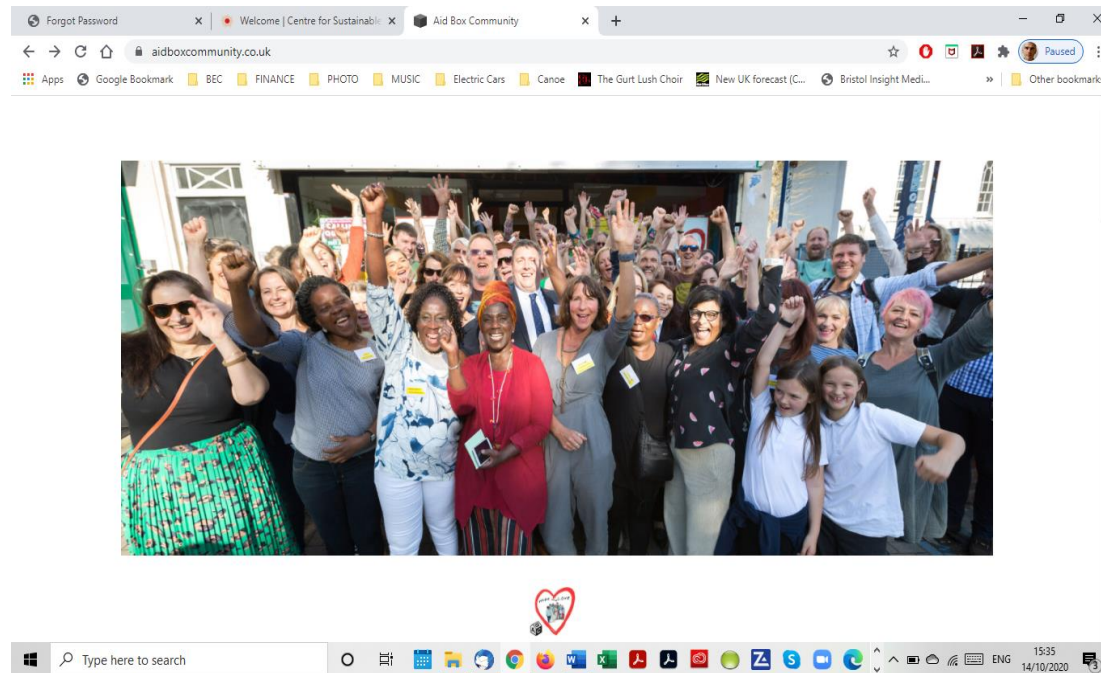 Forgot Password
Welcome | Centre for Sustainable
Aid Box Community
aidboxcommunity.co.uk
Paused
Apps Google Bookmark BEC FINANCE PHOTO MUSIC Electric Cars Canoe The Gurt Lush Choir New UK forecast (C... Bristol Insight Medi... » Other bookmark
Type here to search
ENG
15:35
14/10/2020
3